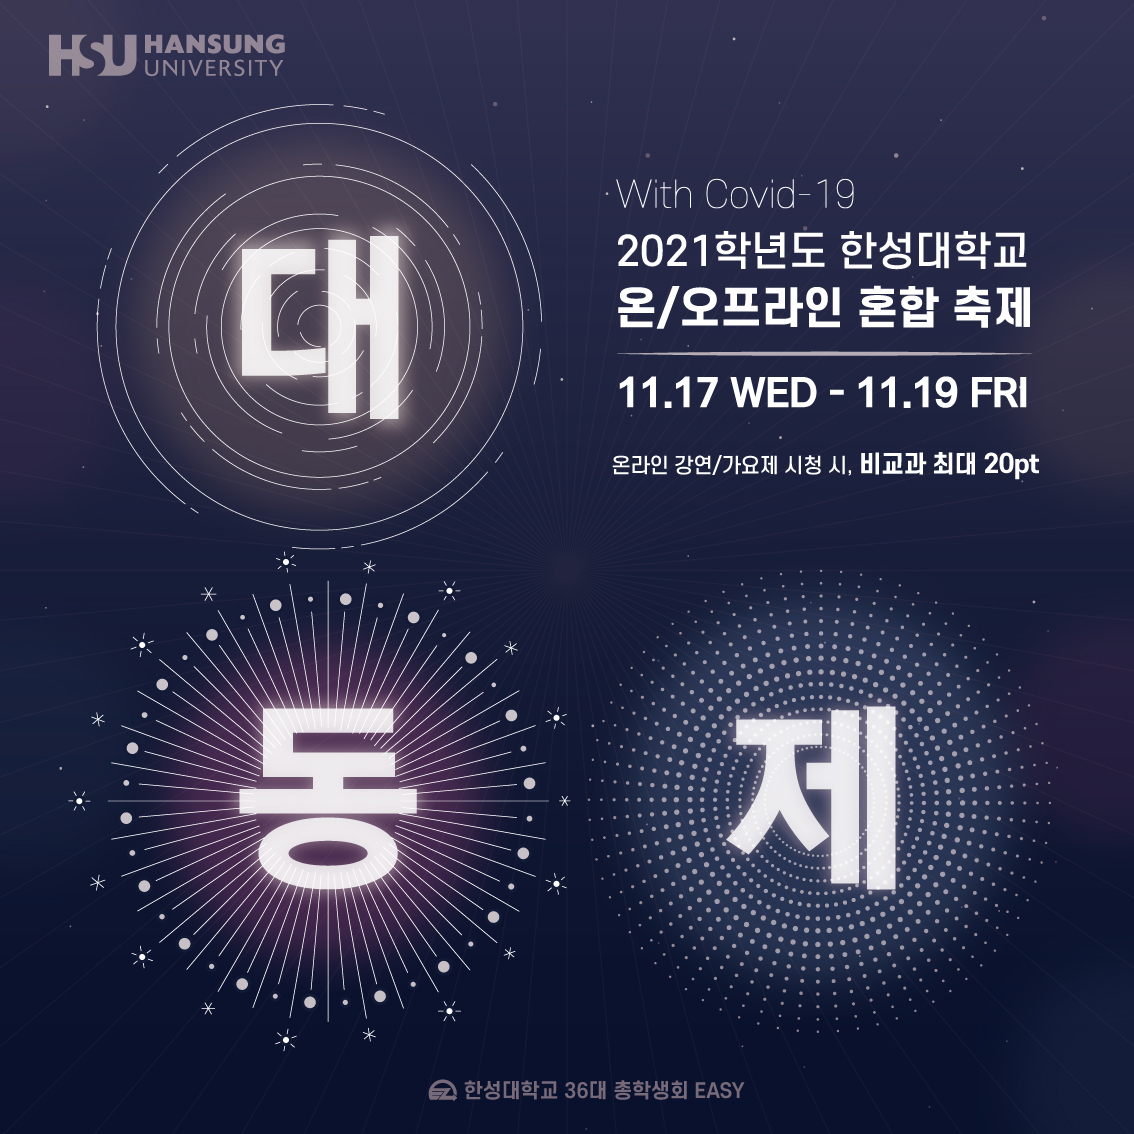 HSU HANSUNG
UNIVERSITY
With Covid-19
2021학년도 한성대학교
온/오프라인 혼합 축제
11.17 WED - 11.19 FRI
온라인 강연/가요제 시청 시, 비교과 최대 20pt
대
동
제
한성대학교 36대 총학생회 EASY